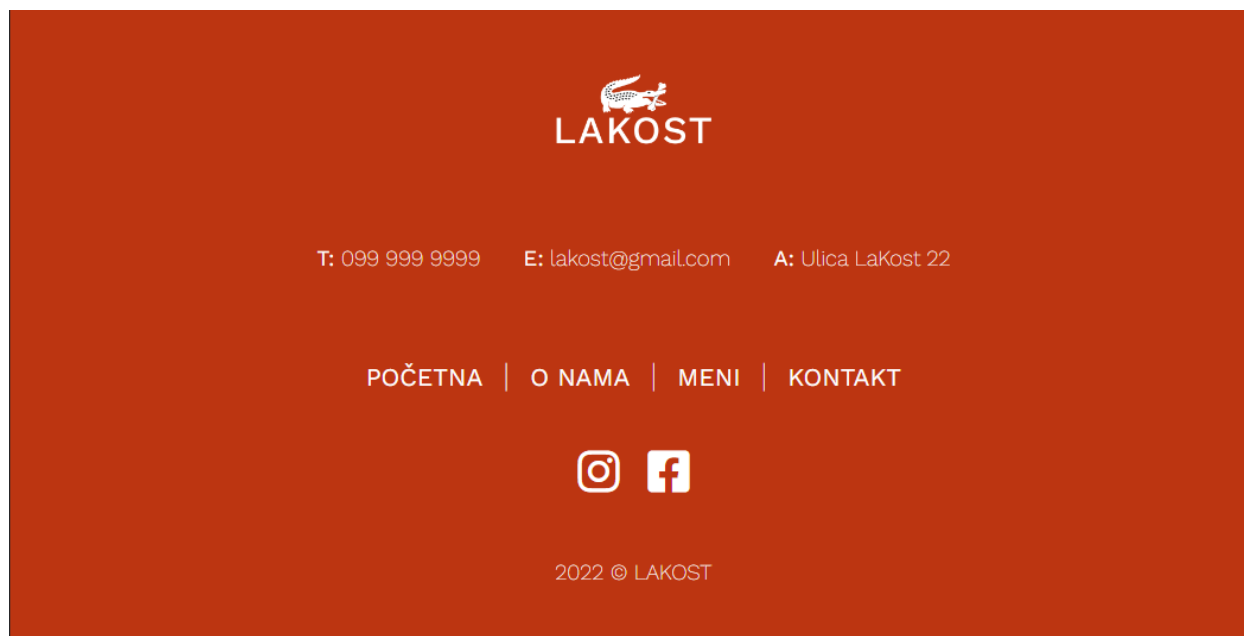 LAKOST
T: 099 999 9999 E: lakost@gmail.com A: Ulica LaKost 22
POČETNA | O NAMA | MENI | KONTAKT
2022 © LAKOST